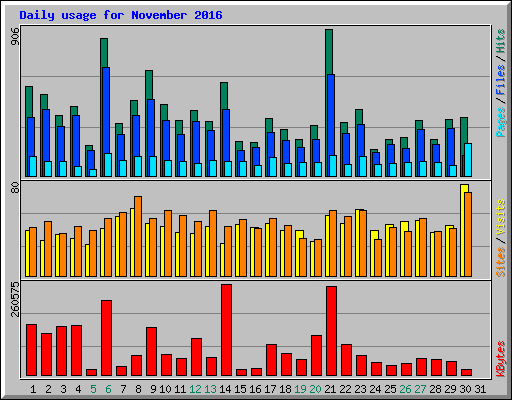 Daily usage for November 2016
906
Pages / Files / Hits
80
Sites / Visits
260575
KBytes
1 2 3 4 5 6 7 8 9 10 11 12 13 14 15 16 17 18 19 20 21 22 23 24 25 26 27 28 29 30 31